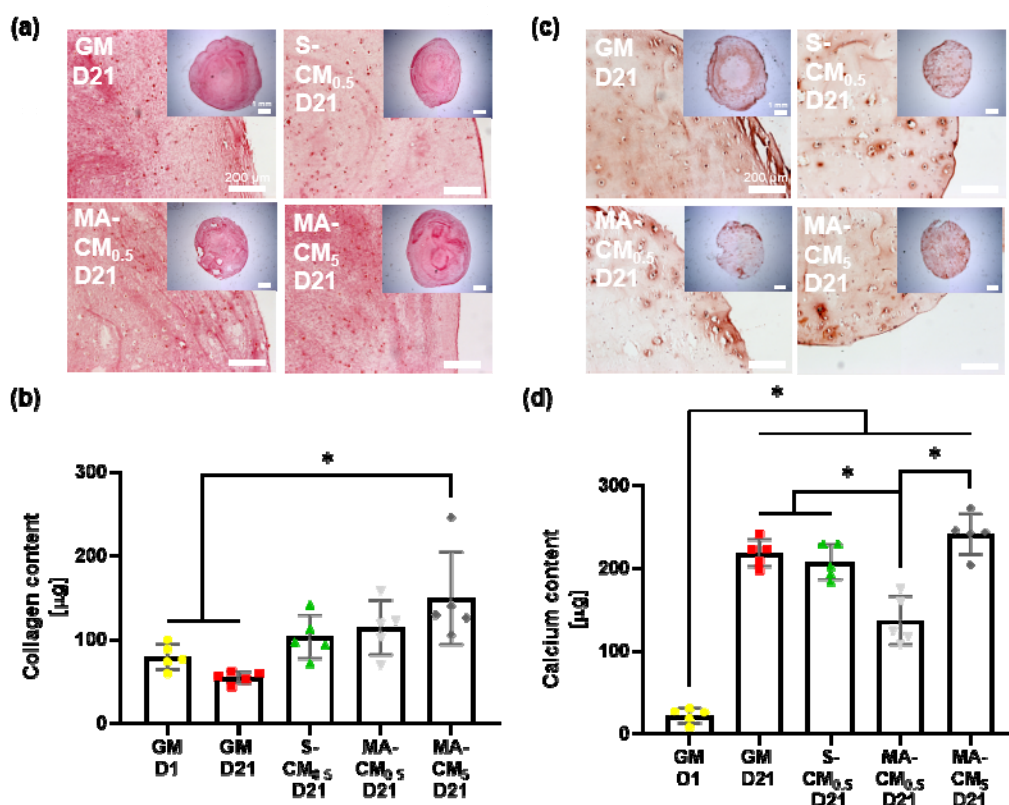 (a)
GM
D21
1 mm
200 µm
S-
CM0.5
D21
MA-
CM0.5
D21
MA-
CM5
D21
(c)
GM
D21
1 mm
200 µm
S-
CM0.5
D21
MA-
CM0.5
D21
MA-
CM5
D21
(b)
Collagen content
[µg]
300
200
100
0
*
GM
D1
GM
D21
S-
CM0.5
D21
MA-
CM0.5
D21
MA-
CM5
D21
(d)
Calcium content
[µg]
300
200
100
0
*
*
*
GM
O1
GM
D21
S-
CM0.5
D21
MA-
CM0.5
D21
MA-
CM5
D21